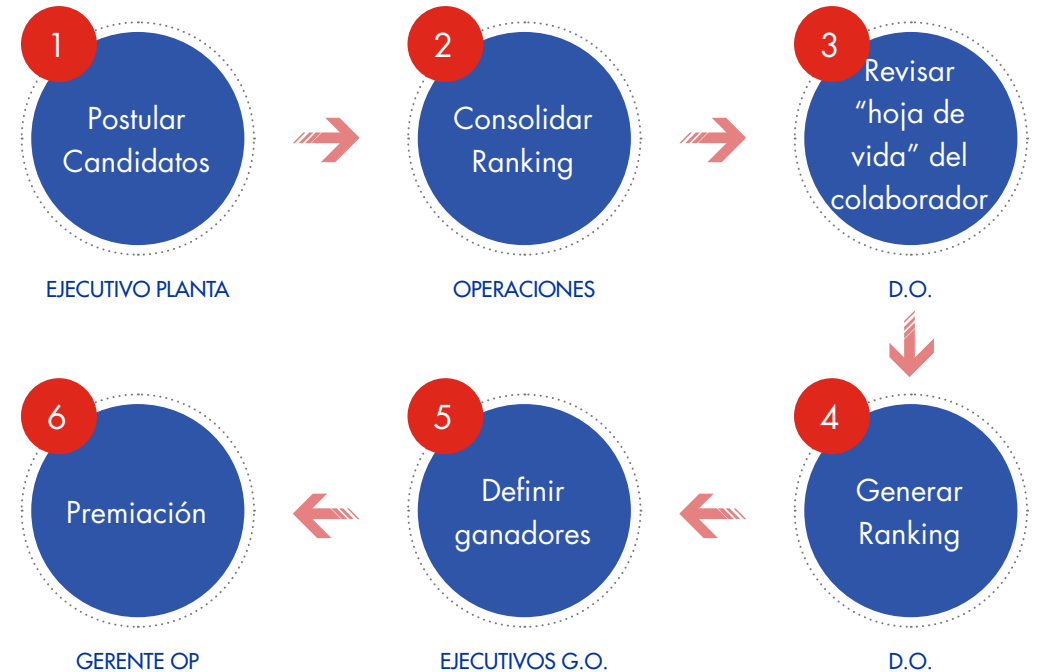 1
Postular
Candidatos
EJECUTIVO PLANTA
2
Consolidar
Ranking
OPERACIONES
3
Revisar
“hoja de
vida” del
colaborador
D.O.
4
Generar
Ranking
D.O.
5
Definir
ganadores
EJECUTIVOS G.O.
6
Premiación
GERENTE OP